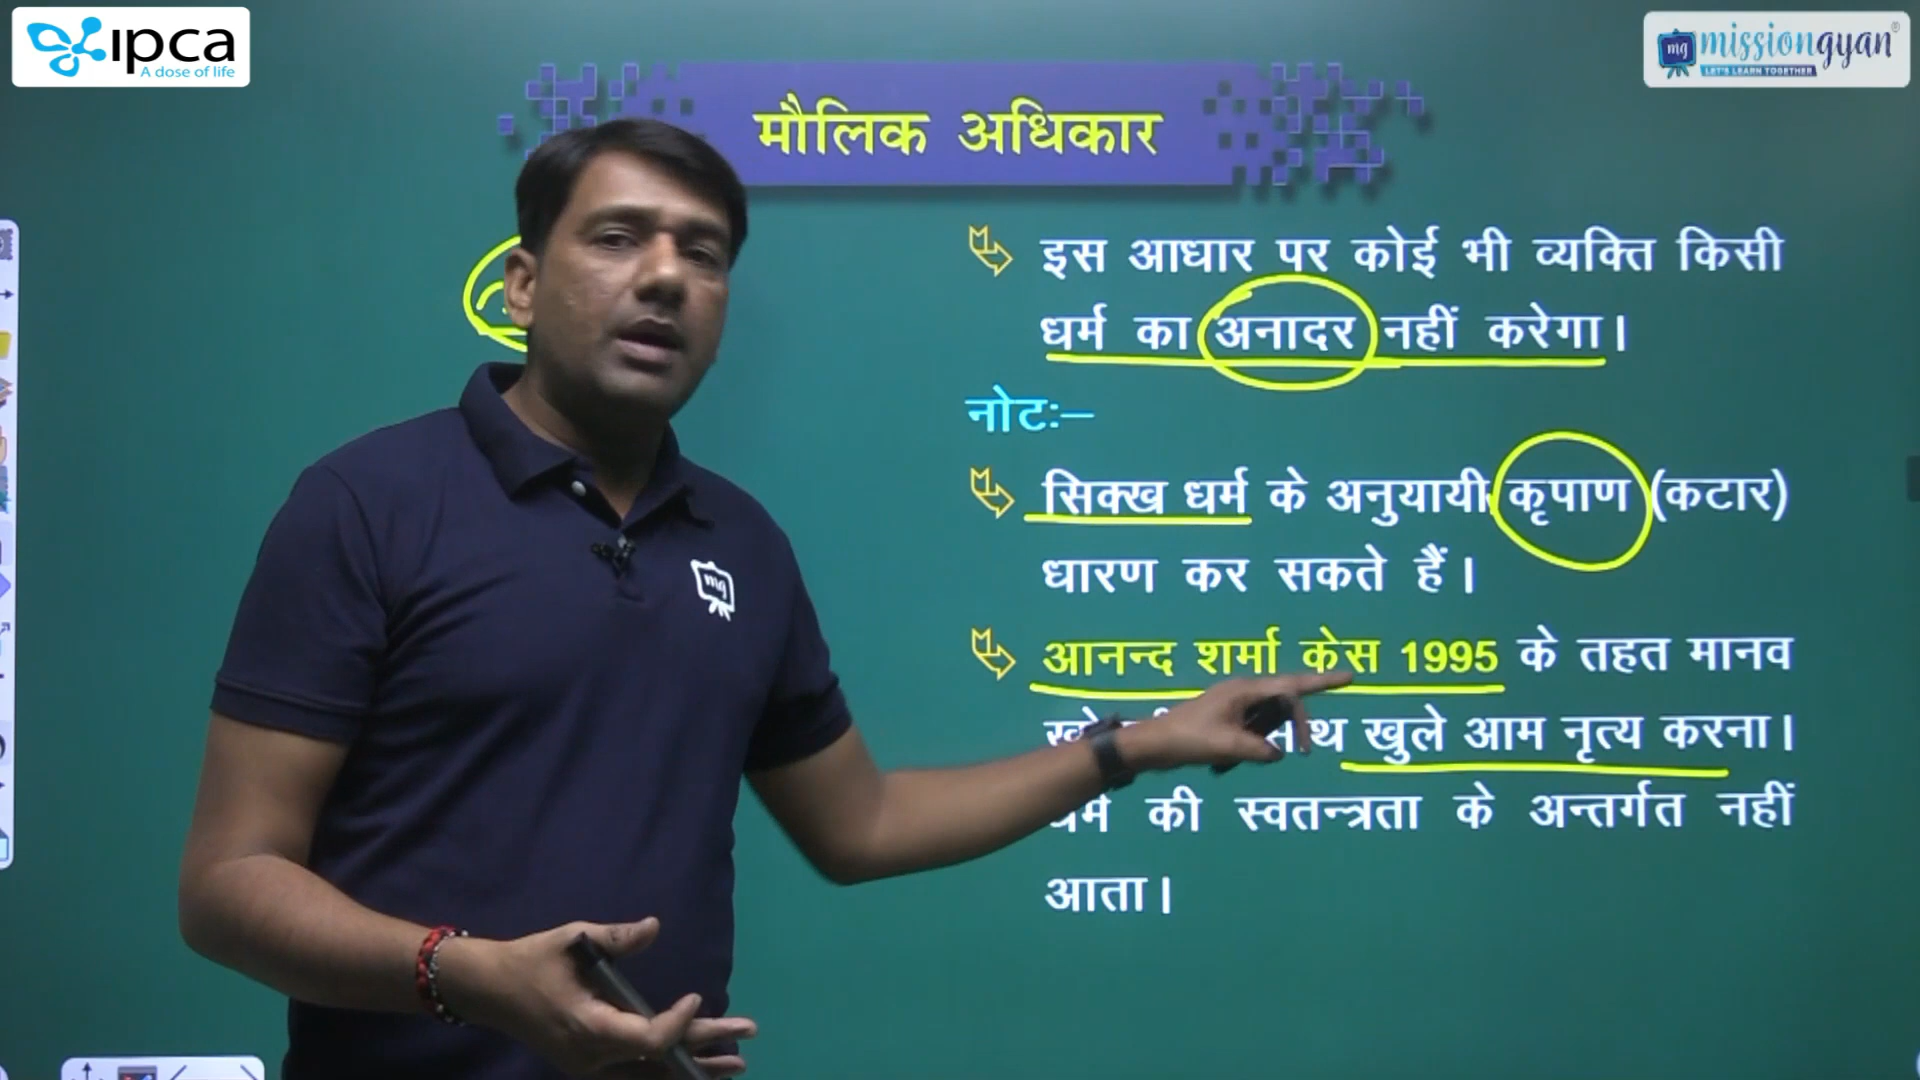 ipca
A dose of life
mg missiongyan®
LET'S LEARN TOGETHER
मौलिक अधिकार
इस आधार पर कोई भी व्यक्ति किसी
धर्म का अनादर नहीं करेगा।
नोटः–
सिक्ख धर्म के अनुयायी कृपाण (कटार)
धारण कर सकते हैं।
आनन्द शर्मा केस 1995 के तहत मानव
खुले आम नृत्य करना।
की स्वतन्त्रता के अन्तर्गत नहीं
आता।
mg